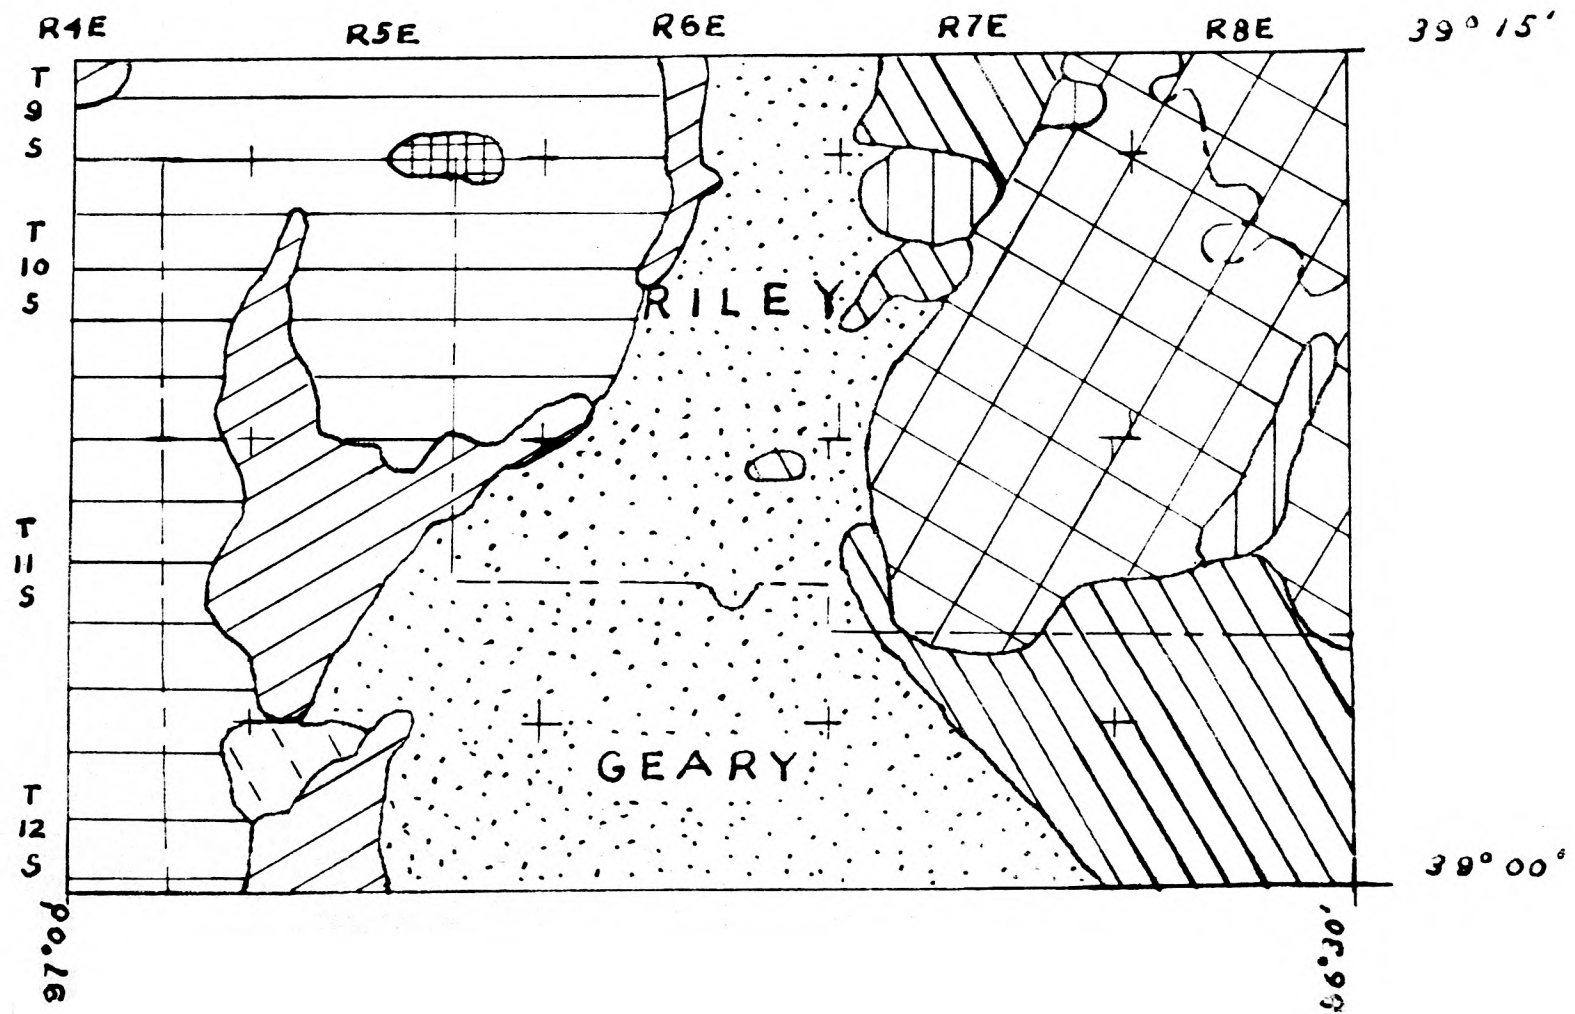 R4E R5E R6E R7E R8E 39° 15'
T
9
S
T
10
S
RILEY
T
11
S
GEARY
T
12
S
39° 00'
97°00'
96°30'